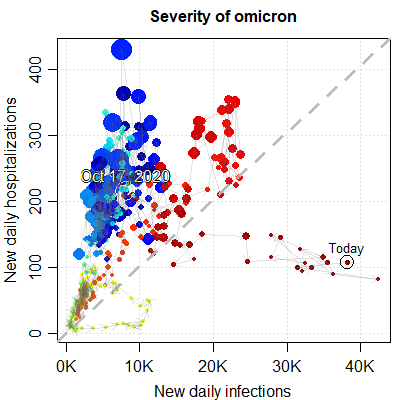 Severity of omicron
New daily hospitalizations
400
300
200
100
0
Oct 17, 2020
Today
0K 10K 20K 30K 40K
New daily infections